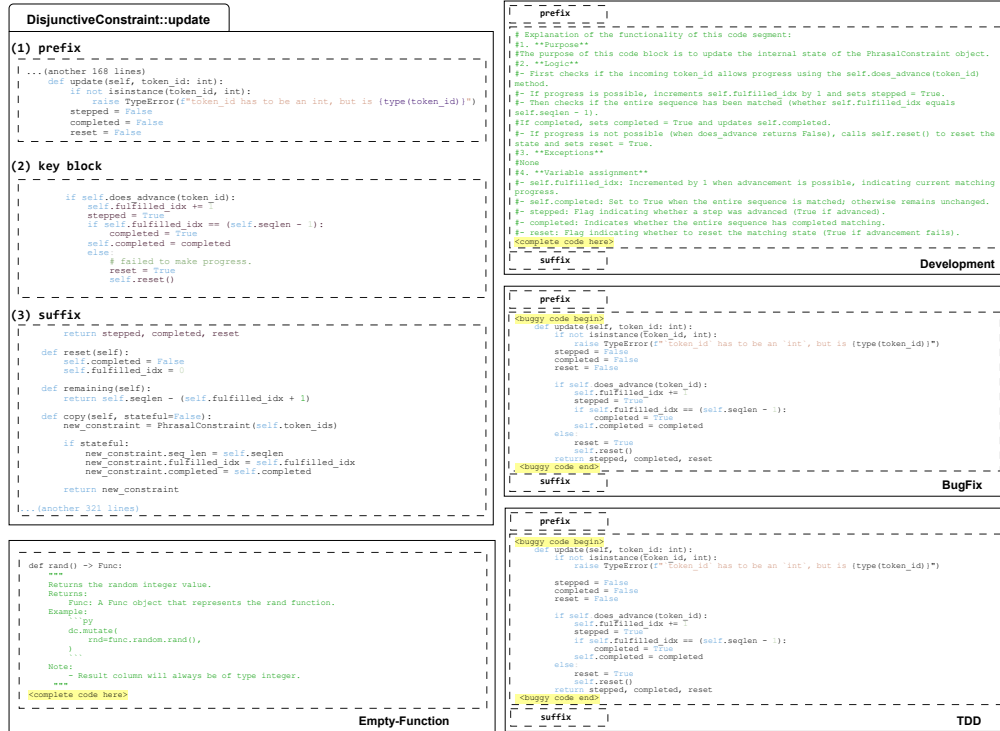 DisjunctiveConstraint::update
(1) prefix
...(another 168 lines)
def update(self, token_id: int):
if not isinstance(token_id, int):
raise TypeError(f"token_id has to be an int, but is {type(token_id)}")
stepped = False
completed = False
reset = False
(2) key block
if self.does_advance(token_id):
self.fulfilled_idx += 1
stepped = True
if self.fulfilled_idx == (self.seqlen - 1):
completed = True
self.completed = completed
else:
# failed to make progress.
reset = True
self.reset()
(3) suffix
return stepped, completed, reset
def reset(self):
self.completed = False
self.fulfilled_idx = 0
def remaining(self):
return self.seqlen - (self.fulfilled_idx + 1)
def copy(self, stateful=False):
new_constraint = PhrasalConstraint(self.token_ids)
if stateful:
new_constraint.seq_len = self.seqlen
new_constraint.fulfilled_idx = self.fulfilled_idx
new_constraint.completed = self.completed
return new_constraint
...(another 321 lines)
def rand() -> Func:
"""
Returns the random integer value.
Returns:
Func: A Func object that represents the rand function.
Example:
```py
dc.mutate(
rnd=func.random.rand(),
)
```
Note:
- Result column will always be of type integer.
"""
<complete code here>
Empty-Function
prefix
# Explanation of the functionality of this code segment:
#1. **Purpose**
#The purpose of this code block is to update the internal state of the PhrasalConstraint object.
#2. **Logic**
#- First checks if the incoming token_id allows progress using the self.does_advance(token_id)
method.
#- If progress is possible, increments self.fulfilled_idx by 1 and sets stepped = True.
#- Then checks if the entire sequence has been matched (whether self.fulfilled_idx equals
self.seqlen - 1).
#If completed, sets completed = True and updates self.completed.
#- If progress is not possible (when does_advance returns False), calls self.reset() to reset the
state and sets reset = True.
#3. **Exceptions**
#None
#4. **Variable assignment**
#- self.fulfilled_idx: Incremented by 1 when advancement is possible, indicating current matching
progress.
#- self.completed: Set to True when the entire sequence is matched; otherwise remains unchanged.
#- stepped: Flag indicating whether a step was advanced (True if advanced).
#- completed: Indicates whether the entire sequence has completed matching.
#- reset: Flag indicating whether to reset the matching state (True if advancement fails).
<complete code here>
suffix
Development
prefix
<buggy code begin>
def update(self, token_id: int):
if not isinstance(token_id, int):
raise TypeError(f"`token_id` has to be an `int`, but is {type(token_id)}")
stepped = False
completed = False
reset = False
if self.does_advance(token_id):
self.fulfilled_idx += 1
stepped = True
if self.fulfilled_idx == (self.seqlen - 1):
completed = True
self.completed = completed
else:
reset = True
self.reset()
return stepped, completed, reset
<buggy code end>
suffix
BugFix
prefix
<buggy code begin>
def update(self, token_id: int):
if not isinstance(token_id, int):
raise TypeError(f"`token_id` has to be an `int`, but is {type(token_id)}")
stepped = False
completed = False
reset = False
if self.does_advance(token_id):
self.fulfilled_idx += 1
stepped = True
if self.fulfilled_idx == (self.seqlen - 1):
completed = True
self.completed = completed
else:
reset = True
self.reset()
return stepped, completed, reset
<buggy code end>
suffix
TDD